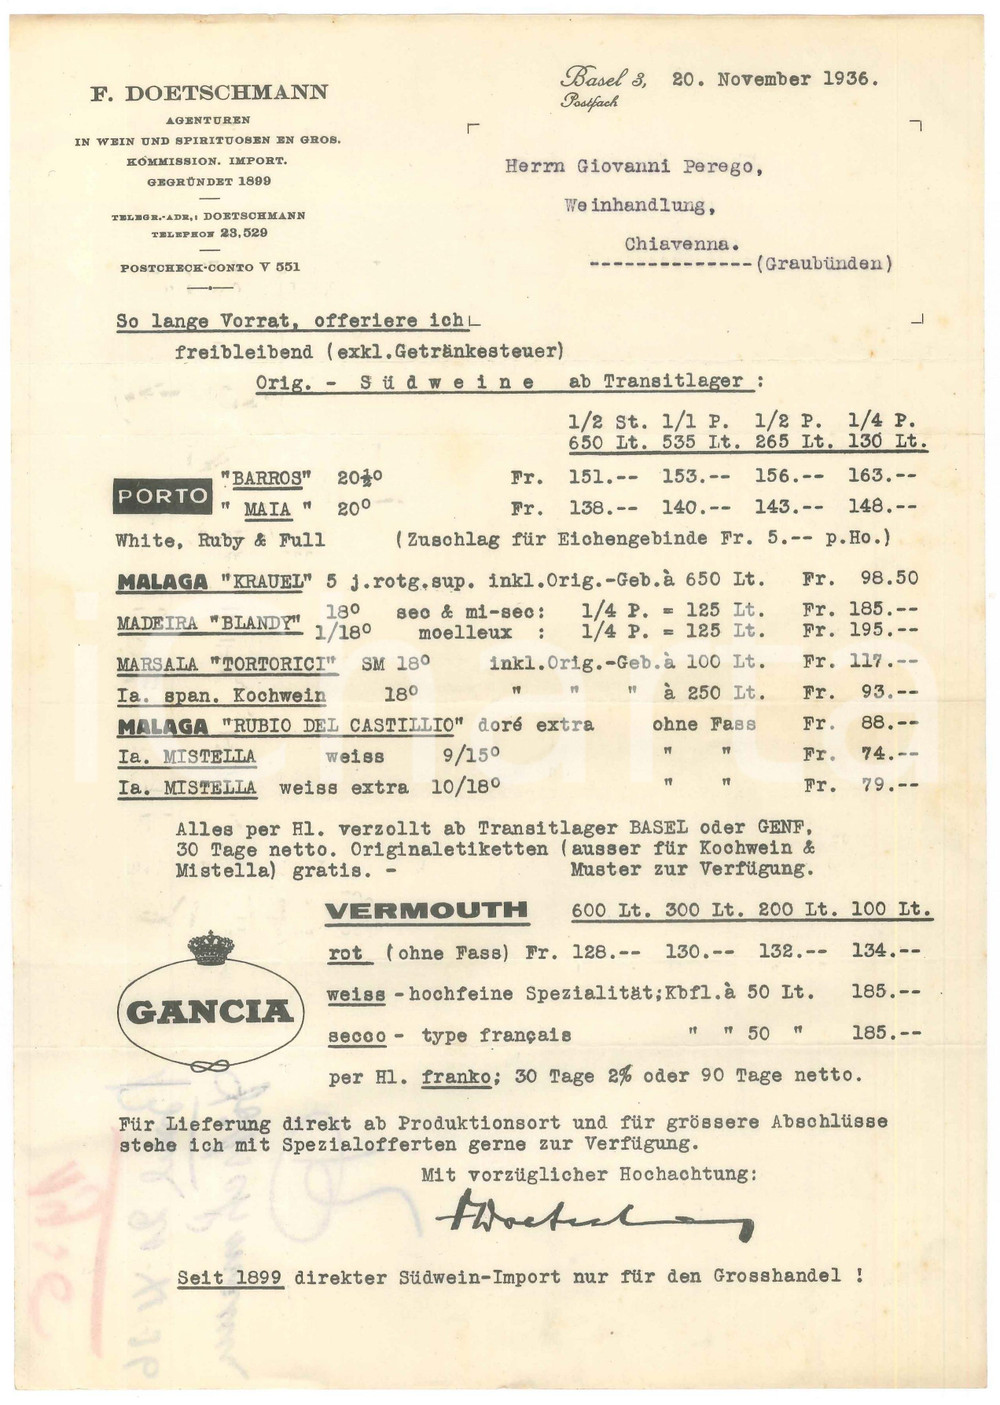 F. DOETSCHMANN
AGENTUREN
IN WEIN UND SPIRITUOSEN EN GROS.
KOMMISSION. IMPORT.
GEGRÜNDET 1899
TELEGR.-ADR.: DOETSCHMANN
TELEPHON 23,529
POSTCHECK-CONTO V 551
Basel 3, 20. November 1936.
Postfach
Herrn Giovanni Perego,
Weinhandlung,
Chiavenna.
--------------(Graubünden)
So lange Vorrat, offeriere ich
freibleibend (exkl.Getränkesteuer)
Orig. - Südweine ab Transitlager :
1/2 St. 1/1 P. 1/2 P. 1/4 P.
650 Lt. 535 Lt. 265 Lt. 130 Lt.
PORTO "BARROS" 20½° Fr. 151.-- 153.-- 156.-- 163.--
" MAIA " 20° Fr. 138.-- 140.-- 143.-- 148.--
White, Ruby & Full (Zuschlag für Eichengebinde Fr. 5.-- p.Ho.)
MALAGA "KRAUEL" 5 j.rotg.sup. inkl.Orig.-Geb.à 650 Lt. Fr. 98.50
MADEIRA "BLANDY" 18° sec & mi-sec: 1/4 P. = 125 Lt. Fr. 185.--
1/18° moelleux : 1/4 P. = 125 Lt. Fr. 195.--
MARSALA "TORTORICI" SM 18° inkl.Orig.-Geb.à 100 Lt. Fr. 117.--
Ia. span. Kochwein 18° " " " à 250 Lt. Fr. 93.--
MALAGA "RUBIO DEL CASTILLIO" doré extra ohne Fass Fr. 88.--
Ia. MISTELLA weiss 9/15° " " Fr. 74.--
Ia. MISTELLA weiss extra 10/18° " " Fr. 79.--
Alles per Hl. verzollt ab Transitlager BASEL oder GENF,
30 Tage netto. Originaletiketten (ausser für Kochwein &
Mistella) gratis. - Muster zur Verfügung.
VERMOUTH 600 Lt. 300 Lt. 200 Lt. 100 Lt.
rot (ohne Fass) Fr. 128.-- 130.-- 132.-- 134.--
GANCIA
weiss - hochfeine Spezialität;Kbfl.à 50 Lt. 185.--
secco - type français " " 50 " 185.--
per Hl. franko; 30 Tage 2% oder 90 Tage netto.
Für Lieferung direkt ab Produktionsort und für grössere Abschlüsse
stehe ich mit Spezialofferten gerne zur Verfügung.
Mit vorzüglicher Hochachtung:
Seit 1899 direkter Südwein-Import nur für den Grosshandel !